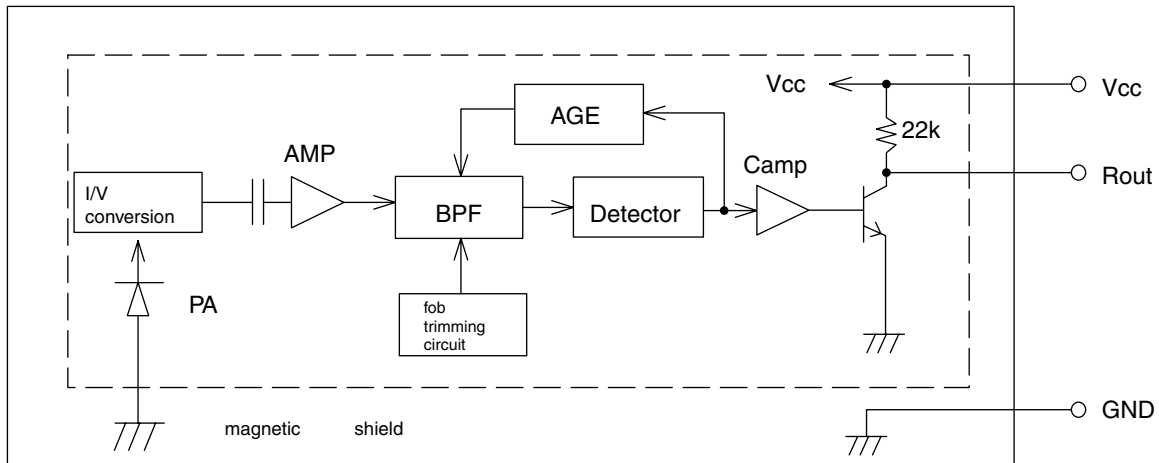 Vcc
Vcc
AGE
22k
AMP
Camp
Rout
I/V
conversion
BPF
Detector
PA
fob
trimming
circuit
GND
magnetic shield